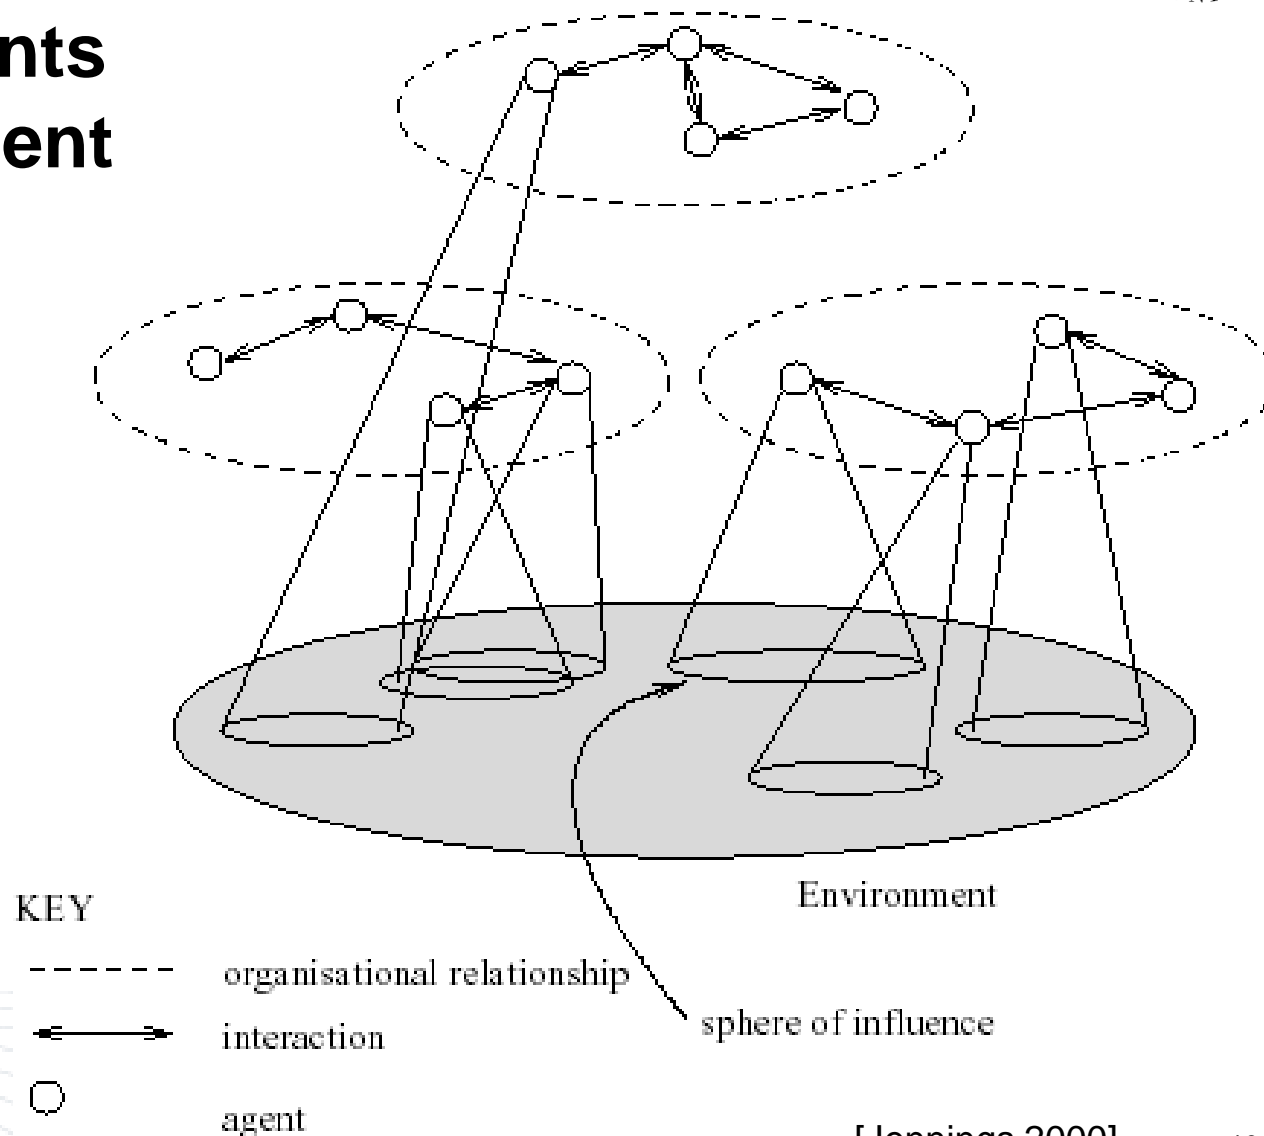 nts
ent
Environment
KEY
organisational relationship
interaction
sphere of influence
agent